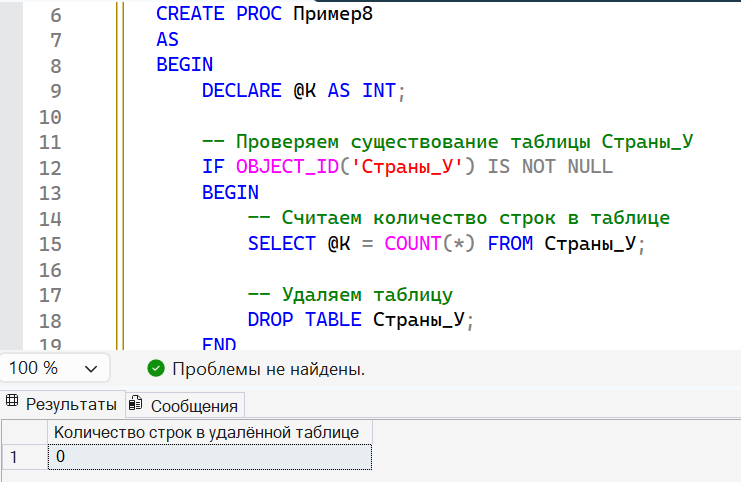 6 CREATE PROC Пример8
7 AS
8 BEGIN
9 DECLARE @K AS INT;
10
11 -- Проверяем существование таблицы Страны_У
12 IF OBJECT_ID('Страны_У') IS NOT NULL
13 BEGIN
14 -- Считаем количество строк в таблице
15 SELECT @K = COUNT(*) FROM Страны_У;
16
17 -- Удаляем таблицу
18 DROP TABLE Страны_У;
19 END
100 % Проблемы не найдены.
Результаты Сообщения
Количество строк в удалённой таблице
1 0